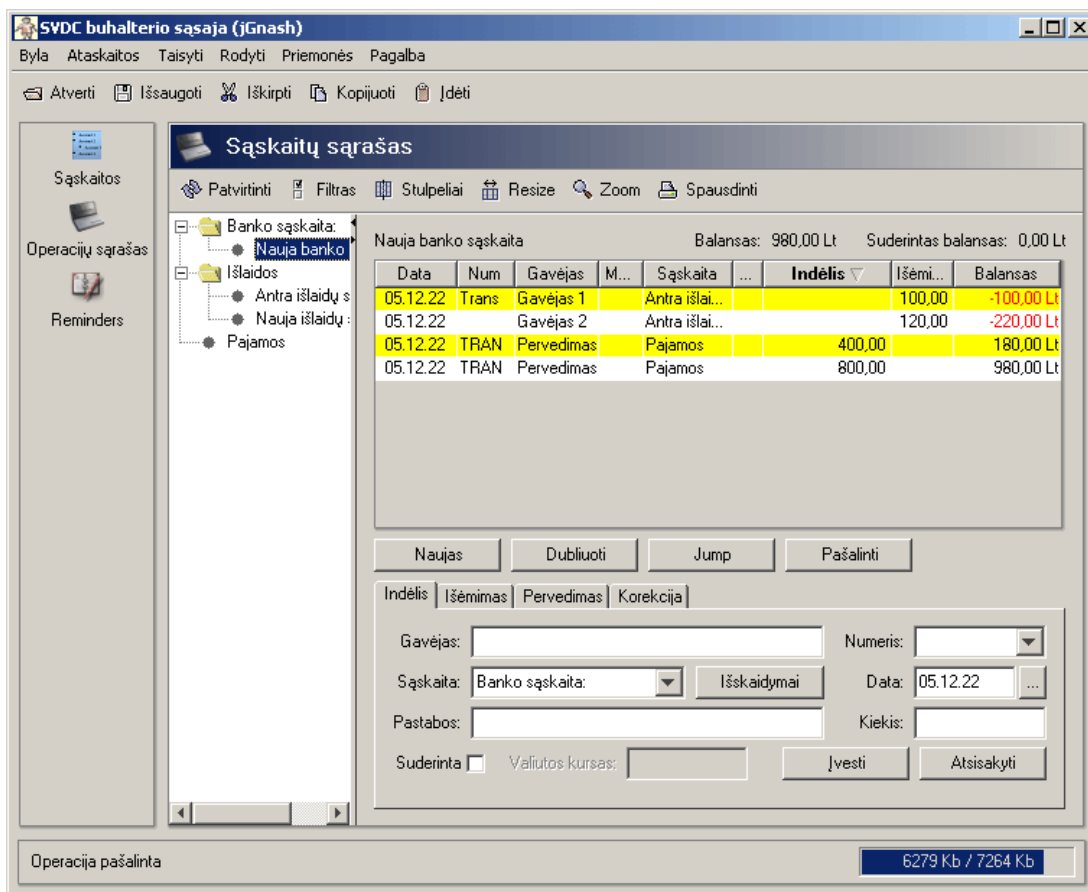 SVDC buhalterio sąsaja (jGnash)
Byla Ataskaitos Taisyti Rodyti Priemonės Pagalba
Atverti Išsaugoti Iškirpti Kopijuoti Įdėti
Sąskaitos
Operacijų sąrašas
Reminders
Sąskaitų sąrašas
Patvirtinti Filtras Stulpeliai Resize Zoom Spausdinti
Banko sąskaita:
Nauja banko
Išlaidos
Antra išlaidų s
Nauja išlaidų
Pajamos
Nauja banko sąskaita Balansas: 980,00 Lt Suderintas balansas: 0,00 Lt
Data Num Gavėjas M... Sąskaita ... Indėlis Išėmi... Balansas
05.12.22 Trans Gavėjas 1 Antra išlai... 100,00 -100,00 Lt
05.12.22 Gavėjas 2 Antra išlai... 120,00 -220,00 Lt
05.12.22 TRAN Pervedimas Pajamos 400,00 180,00 Lt
05.12.22 TRAN Pervedimas Pajamos 800,00 980,00 Lt
Naujas Dubliuoti Jump Pašalinti
Indėlis Išėmimas Pervedimas Korekcija
Gavėjas: Numeris:
Sąskaita: Banko sąskaita: Išskaidymai Data: 05.12.22 ...
Pastabos: Kiekis:
Suderinta Valiutos kursas: Įvesti Atsisakyti
Operacija pašalinta 6279 Kb / 7264 Kb